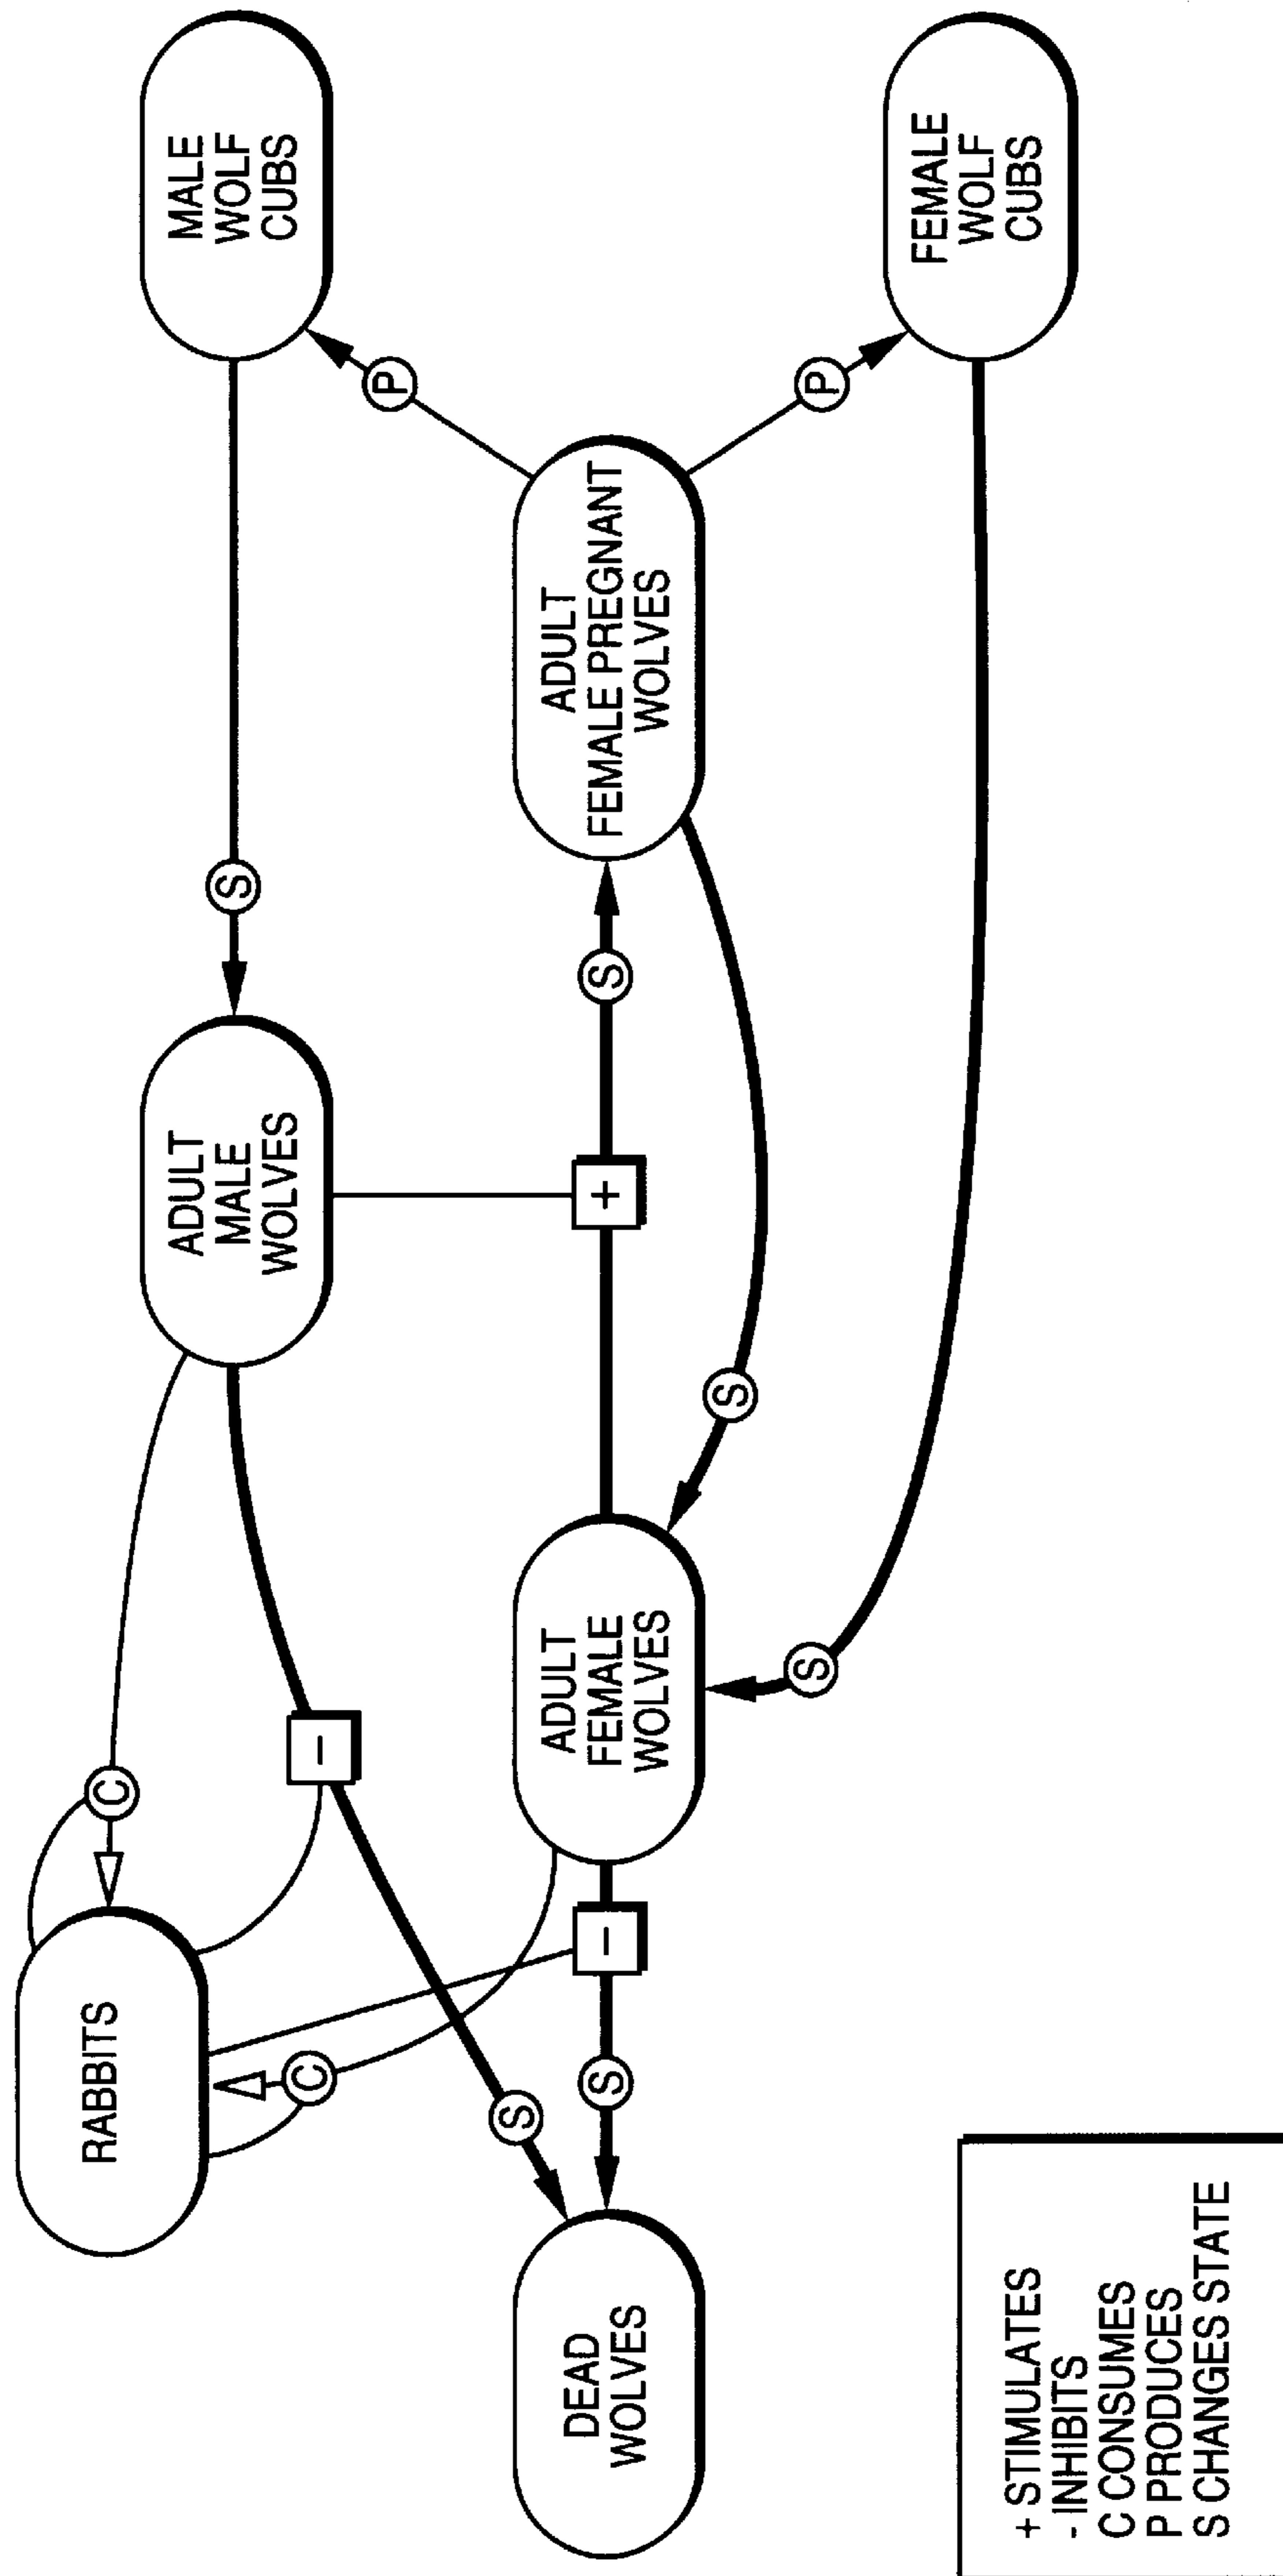 RABBITS
C
ADULT
MALE
WOLVES
S
MALE
WOLF
CUBS
-
C
S
DEAD
WOLVES
S
-
ADULT
FEMALE
WOLVES
+
S
ADULT
FEMALE PREGNANT
WOLVES
P
P
S
S
FEMALE
WOLF
CUBS
+ STIMULATES
- INHIBITS
C CONSUMES
P PRODUCES
S CHANGES STATE